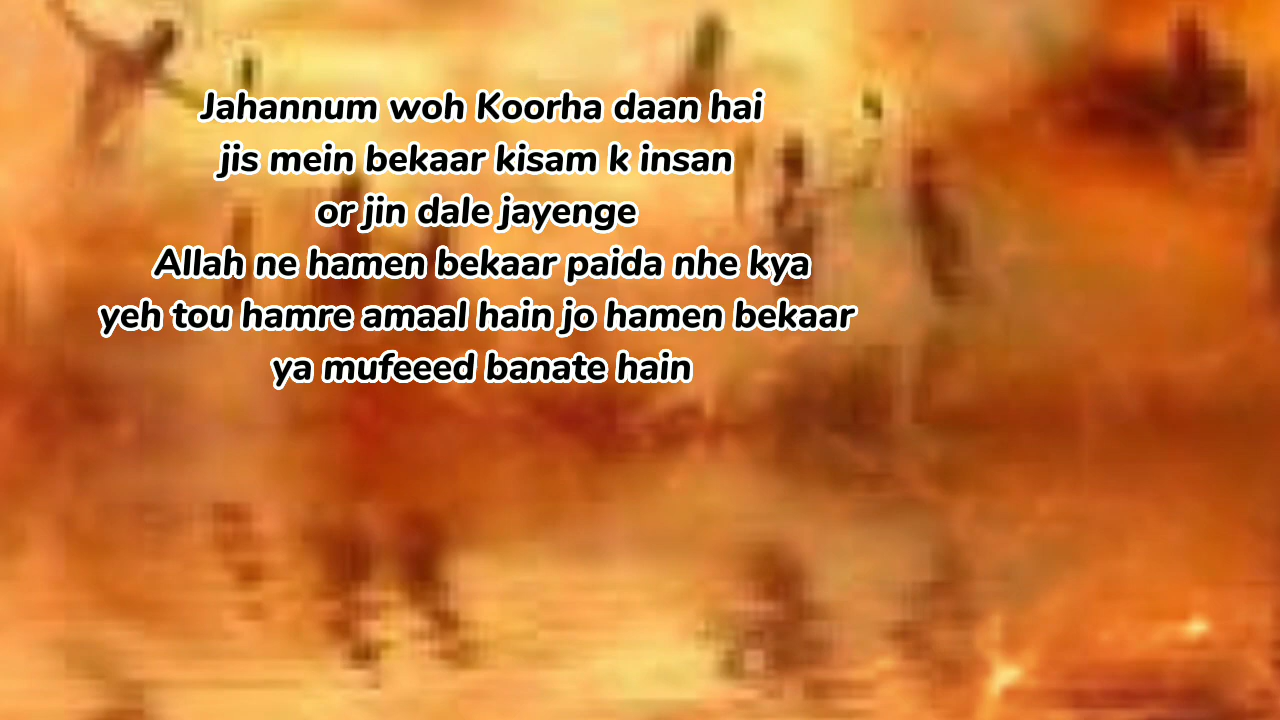 Jahannum woh Koorha daan hai
jis mein bekaar kisam k insan
or jin dale jayenge
Allah ne hamen bekaar paida nhe kya
yeh tou hamre amaal hain jo hamen bekaar
ya mufeeed banate hain